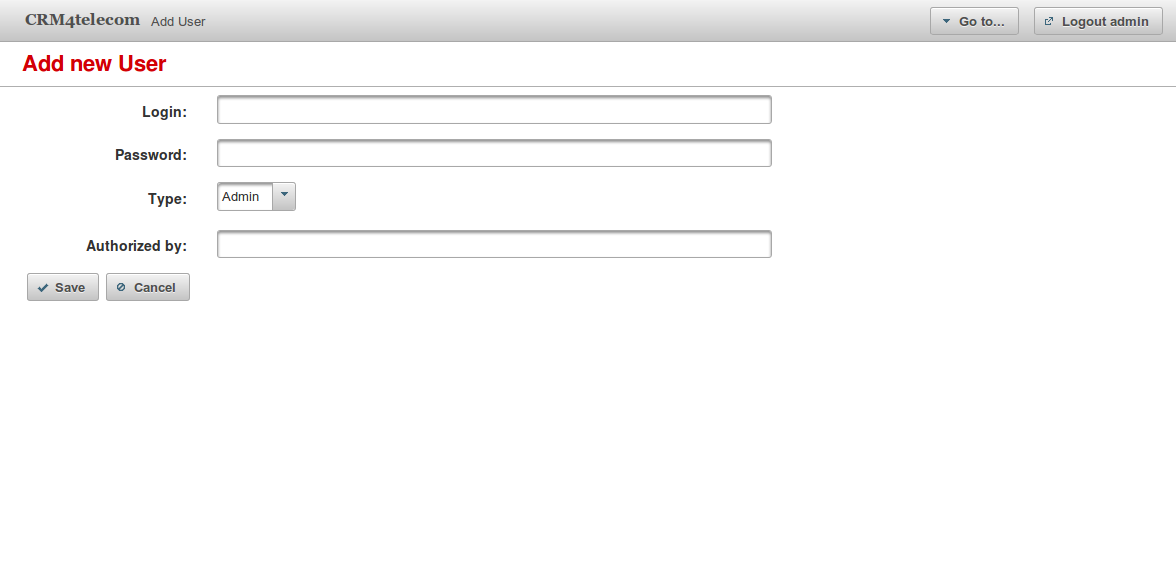 CRM4telecom Add User Go to... Logout admin
Add new User
Login:
Password:
Type: Admin
Authorized by:
Save Cancel